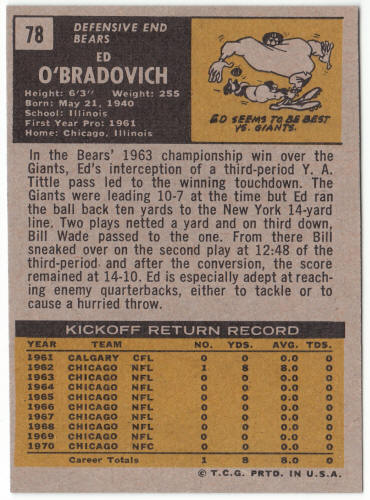 78
DEFENSIVE END
BEARS
ED
O'BRADOVICH
Height: 6'3" Weight: 255
Born: May 21, 1940
School: Illinois
First Year Pro: 1961
Home: Chicago, Illinois
ED SEEMS TO BE BEST
VS. GIANTS.
In the Bears' 1963 championship win over the
Giants, Ed's interception of a third-period Y. A.
Tittle pass led to the winning touchdown. The
Giants were leading 10-7 at the time but Ed ran
the ball back ten yards to the New York 14-yard
line. Two plays netted a yard and on third down,
Bill Wade passed to the one. From there Bill
sneaked over on the second play at 12:48 of the
third-period and after the conversion, the score
remained at 14-10. Ed is especially adept at reach-
ing enemy quarterbacks, either to tackle or to
cause a hurried throw.
KICKOFF RETURN RECORD
YEAR TEAM NO. YDS. AVG. TDS.
1961 CALGARY CFL 0 0 0.0 0
1962 CHICAGO NFL 1 8 8.0 0
1963 CHICAGO NFL 0 0 0.0 0
1964 CHICAGO NFL 0 0 0.0 0
1965 CHICAGO NFL 0 0 0.0 0
1966 CHICAGO NFL 0 0 0.0 0
1967 CHICAGO NFL 0 0 0.0 0
1968 CHICAGO NFL 0 0 0.0 0
1969 CHICAGO NFL 0 0 0.0 0
1970 CHICAGO NFC 0 0 0.0 0
Career Totals 1 8 8.0 0
© T.C.G. PRTD. IN U.S.A.